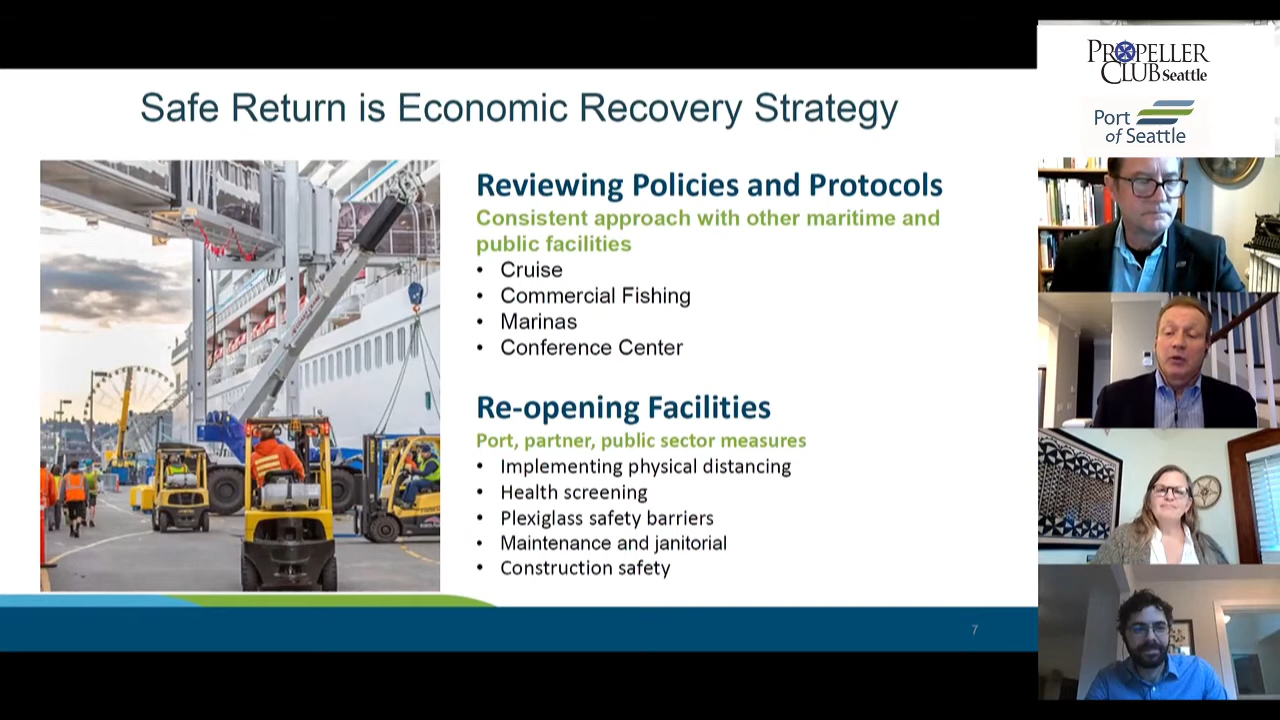 Safe Return is Economic Recovery Strategy
Reviewing Policies and Protocols
Consistent approach with other maritime and
public facilities
• Cruise
• Commercial Fishing
• Marinas
• Conference Center
Re-opening Facilities
Port, partner, public sector measures
• Implementing physical distancing
• Health screening
• Plexiglass safety barriers
• Maintenance and janitorial
• Construction safety
7
PROPELLER
CLUB Seattle
Port
of Seattle